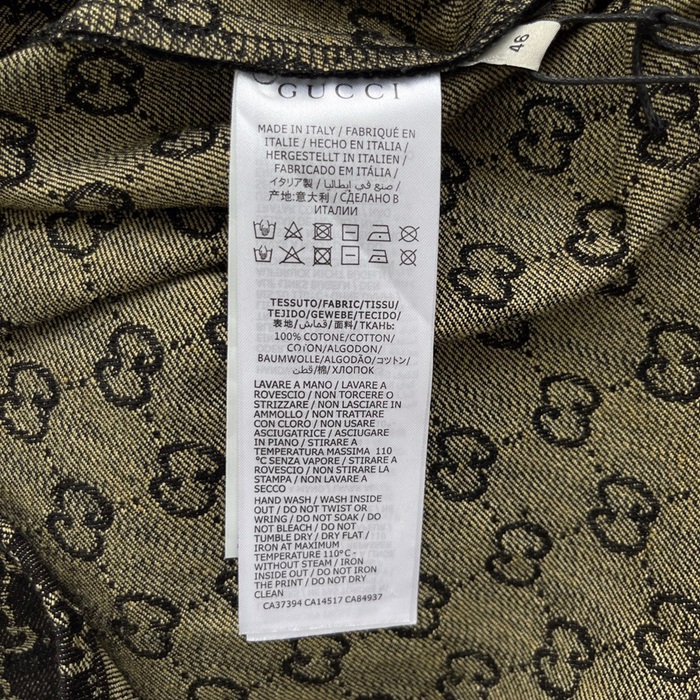 46
GUCCI
MADE IN ITALY / FABRIQUÉ EN
ITALIE / HECHO EN ITALIA /
HERGESTELLT IN ITALIEN /
FABRICADO EM ITÁLIA /
イタリア製 / صنع في إيطاليا /
产地:意大利 / СДЕЛАНО В
ИТАЛИИ
TESSUTO/FABRIC/TISSU/
TEJIDO/GEWEBE/TECIDO/
表地/قماش/面料/ТКАНЬ:
100% COTONE/COTTON/
COTON/ALGODON/
BAUMWOLLE/ALGODÃO/コットン/
قطن/棉/ХЛОПОК
LAVARE A MANO / LAVARE A
ROVESCIO / NON TORCERE O
STRIZZARE / NON LASCIARE IN
AMMOLLO / NON TRATTARE
CON CLORO / NON USARE
ASCIUGATRICE / ASCIUGARE
IN PIANO / STIRARE A
TEMPERATURA MASSIMA 110
°C SENZA VAPORE / STIRARE A
ROVESCIO / NON STIRARE LA
STAMPA / NON LAVARE A
SECCO
HAND WASH / WASH INSIDE
OUT / DO NOT TWIST OR
WRING / DO NOT SOAK / DO
NOT BLEACH / DO NOT
TUMBLE DRY / DRY FLAT /
IRON AT MAXIMUM
TEMPERATURE 110°C -
WITHOUT STEAM / IRON
INSIDE OUT / DO NOT IRON
THE PRINT / DO NOT DRY
CLEAN
CA37394 CA14517 CA84937